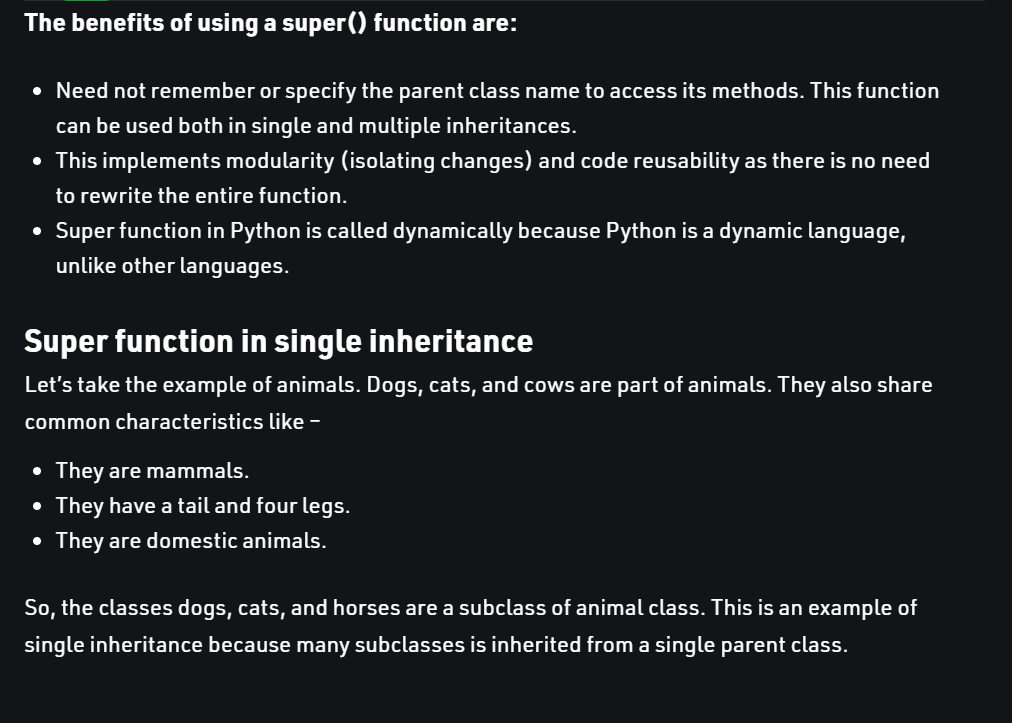 The benefits of using a super() function are:
• Need not remember or specify the parent class name to access its methods. This function
can be used both in single and multiple inheritances.
• This implements modularity (isolating changes) and code reusability as there is no need
to rewrite the entire function.
• Super function in Python is called dynamically because Python is a dynamic language,
unlike other languages.
Super function in single inheritance
Let’s take the example of animals. Dogs, cats, and cows are part of animals. They also share
common characteristics like –
• They are mammals.
• They have a tail and four legs.
• They are domestic animals.
So, the classes dogs, cats, and horses are a subclass of animal class. This is an example of
single inheritance because many subclasses is inherited from a single parent class.